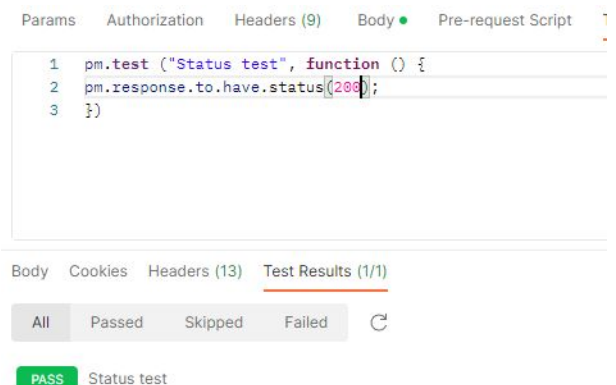 Params Authorization Headers (9) Body Pre-request Script
1 pm.test ("Status test", function () {
2 pm.response.to.have.status(200);
3 })
Body Cookies Headers (13) Test Results (1/1)
All Passed Skipped Failed
PASS Status test